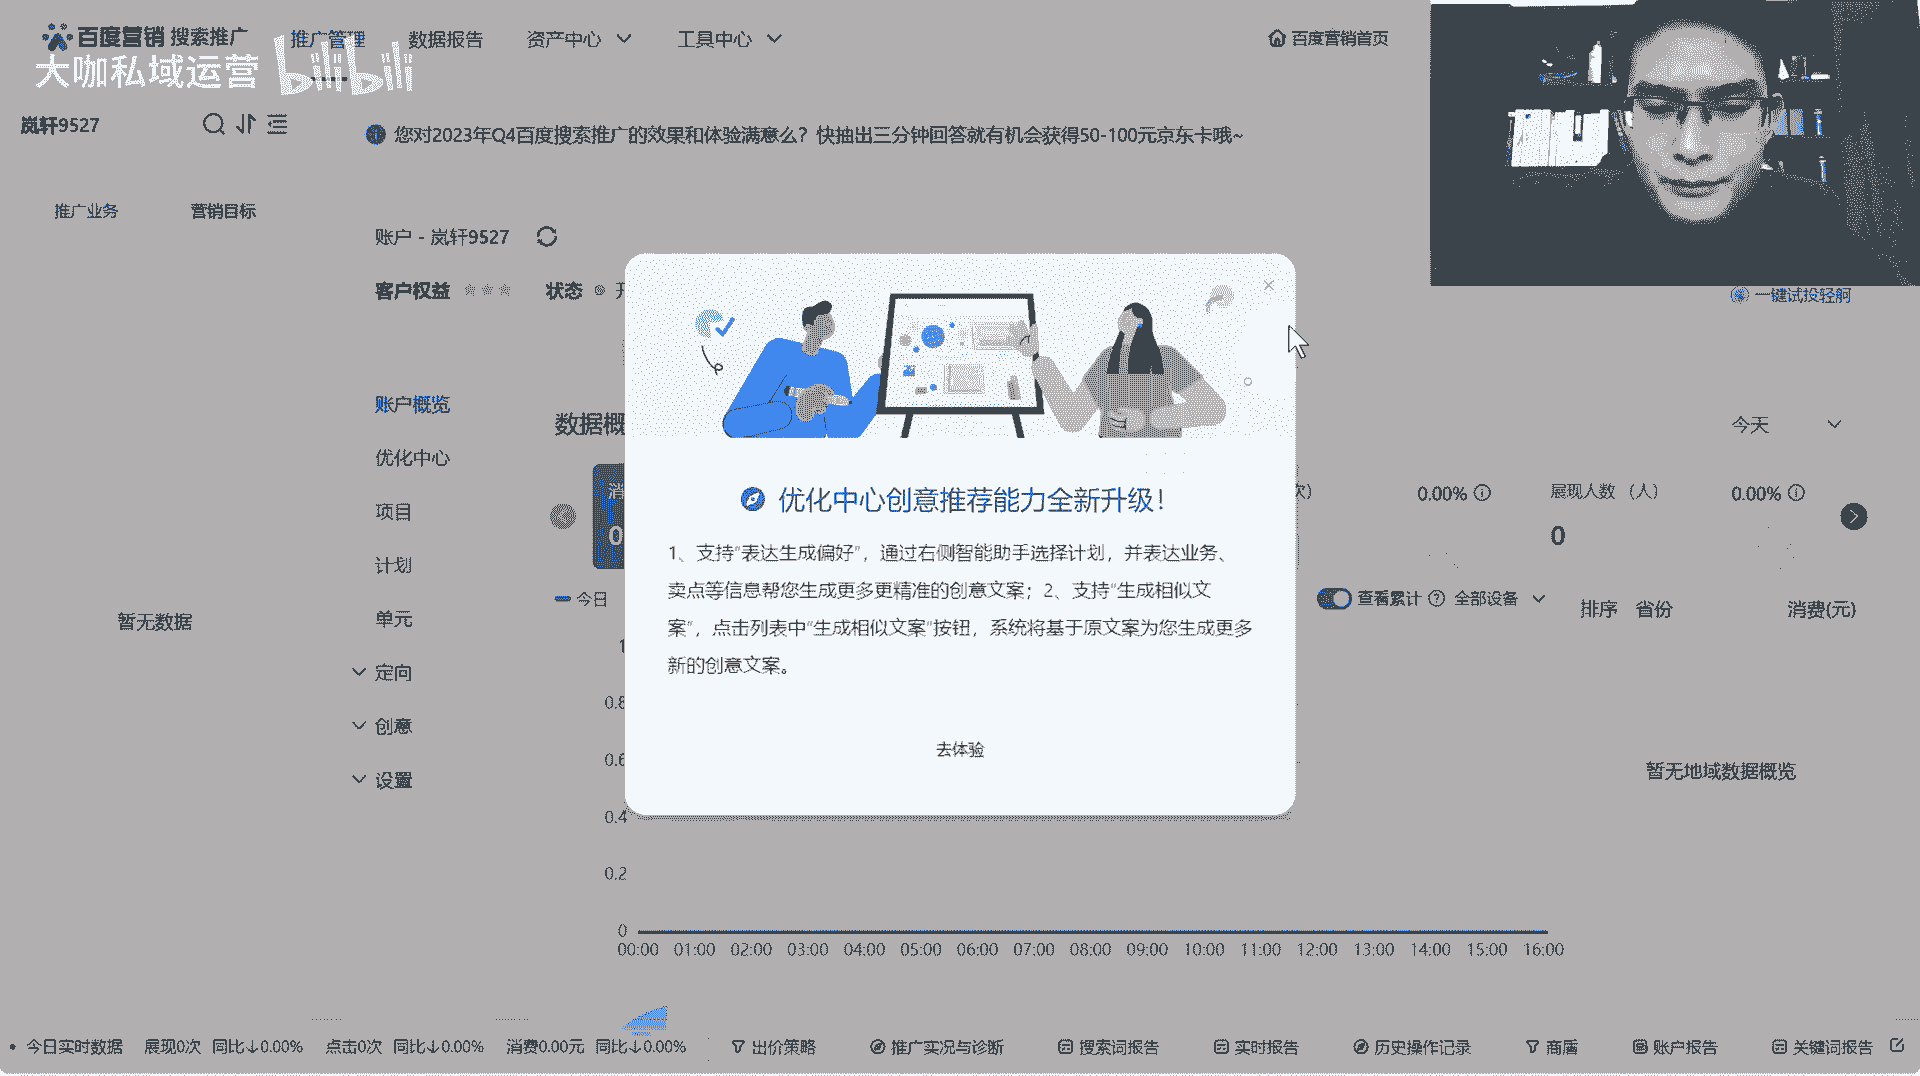 百度营销 搜索推广
推广管理
数据报告
资产中心
工具中心
百度营销首页
大咖私域运营 bilibili
岚轩9527
您对2023年Q4百度搜索推广的效果和体验满意么？快抽出三分钟回答就有机会获得50-100元京东卡哦~
推广业务
营销目标
账户 - 岚轩9527
客户权益
状态
一键试投轻舸
账户概览
优化中心
项目
计划
单元
定向
创意
设置
暂无数据
数据概
今天
消
0
次）
0.00%
展现人数（人）
0.00%
0
今日
查看累计
全部设备
排序 省份
消费(元)
优化中心创意推荐能力全新升级！
1、支持"表达生成偏好"，通过右侧智能助手选择计划，并表达业务、
卖点等信息帮您生成更多更精准的创意文案；2、支持"生成相似文
案"，点击列表中"生成相似文案"按钮，系统将基于原文案为您生成更多
新的创意文案。
去体验
暂无地域数据概览
1
0.8
0.6
0.4
0.2
0
00:00 01:00 02:00 03:00 04:00 05:00 06:00 07:00 08:00 09:00 10:00 11:00 12:00 13:00 14:00 15:00 16:00
今日实时数据 展现0次 同比↓0.00% 点击0次 同比↓0.00% 消费0.00元 同比↓0.00%
出价策略
推广实况与诊断
搜索词报告
实时报告
历史操作记录
商盾
账户报告
关键词报告